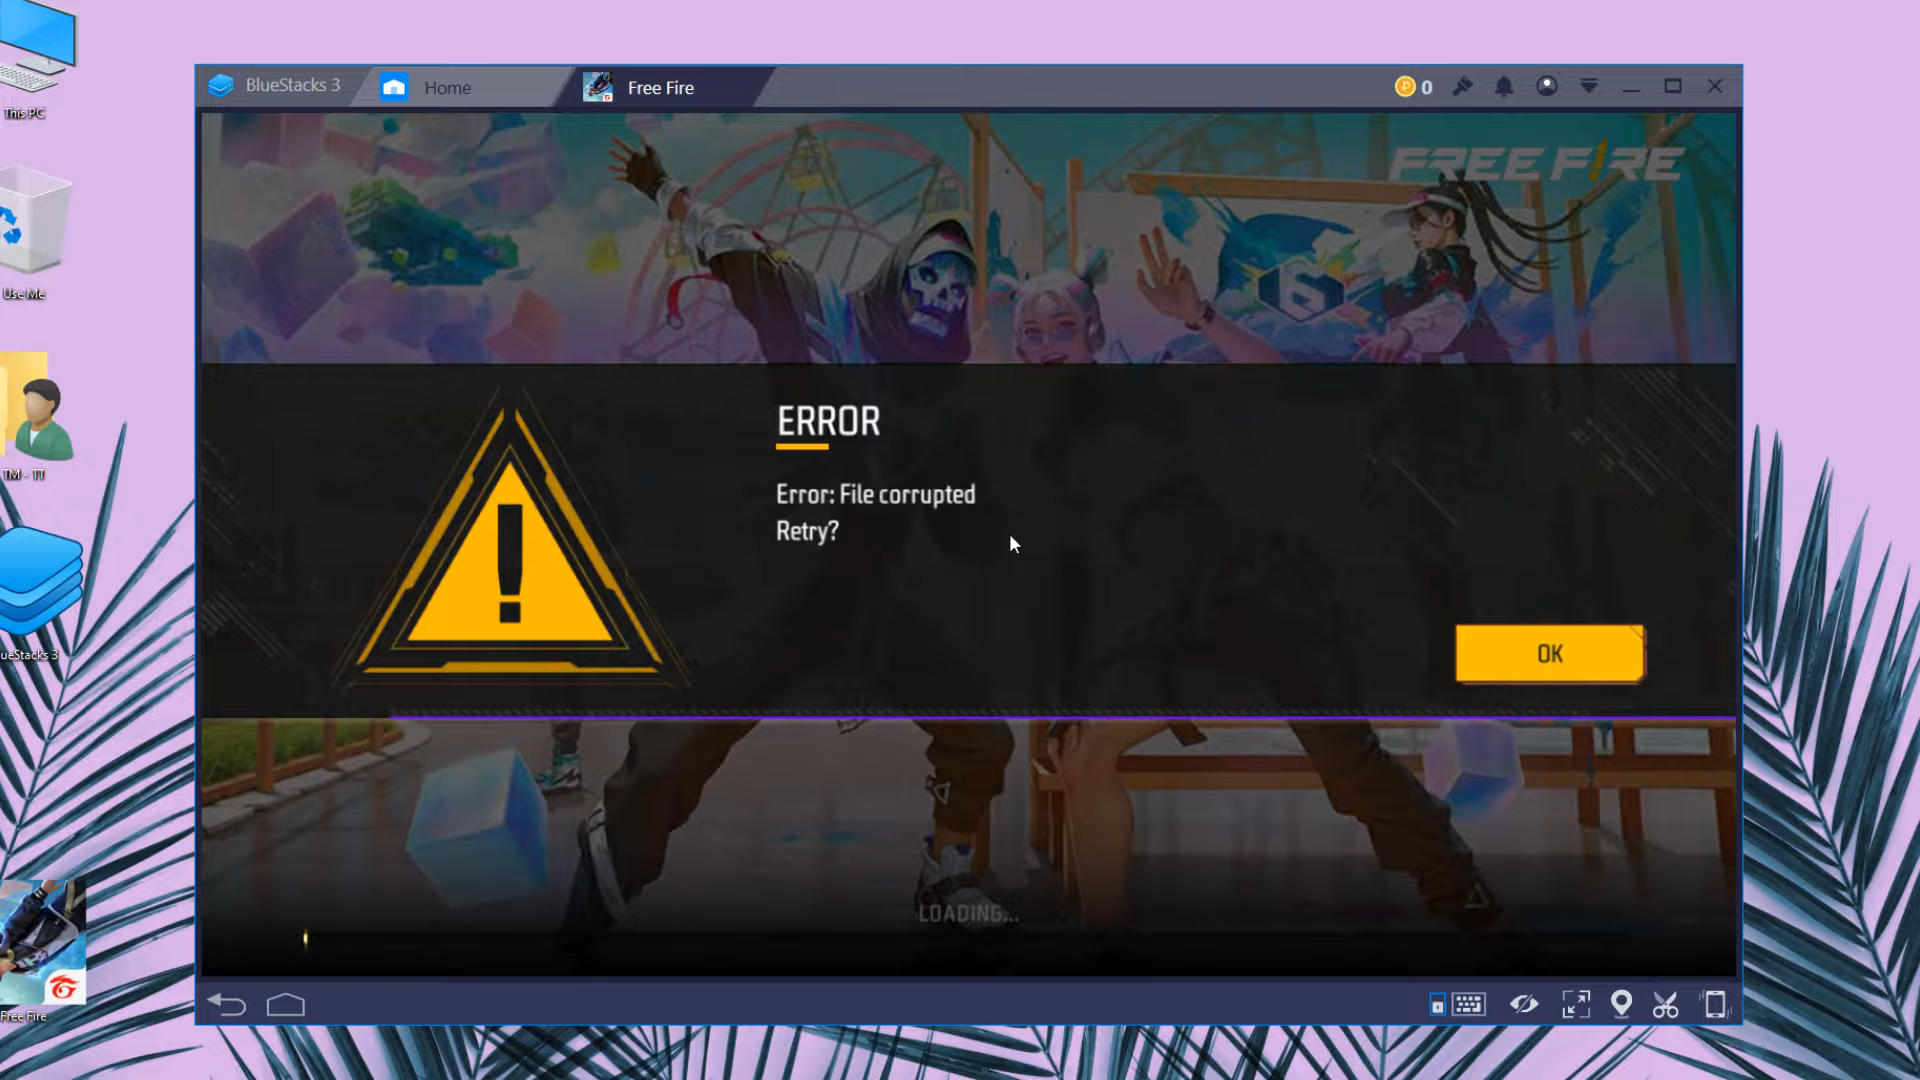 This PC
Use Me
TM - TT
ueStacks 3
Free Fire
BlueStacks 3
Home
Free Fire
0
FREE FIRE
6
ERROR
Error: File corrupted
Retry?
OK
LOADING...